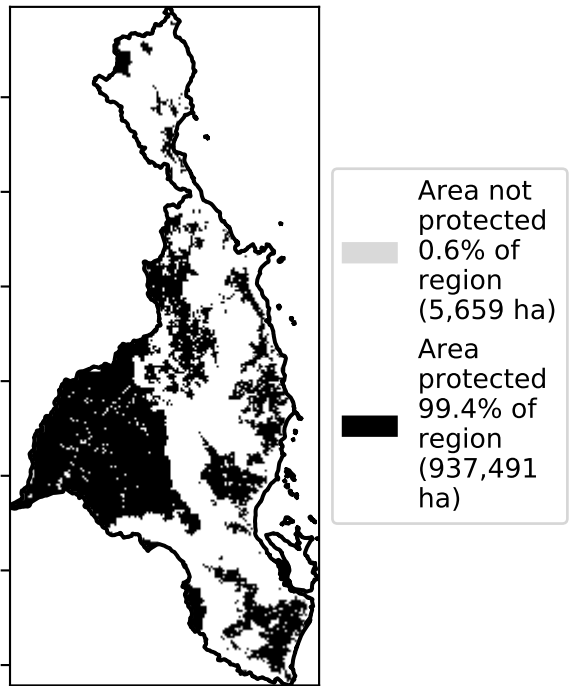 Area not
protected
0.6% of
region
(5,659 ha)
Area
protected
99.4% of
region
(937,491
ha)